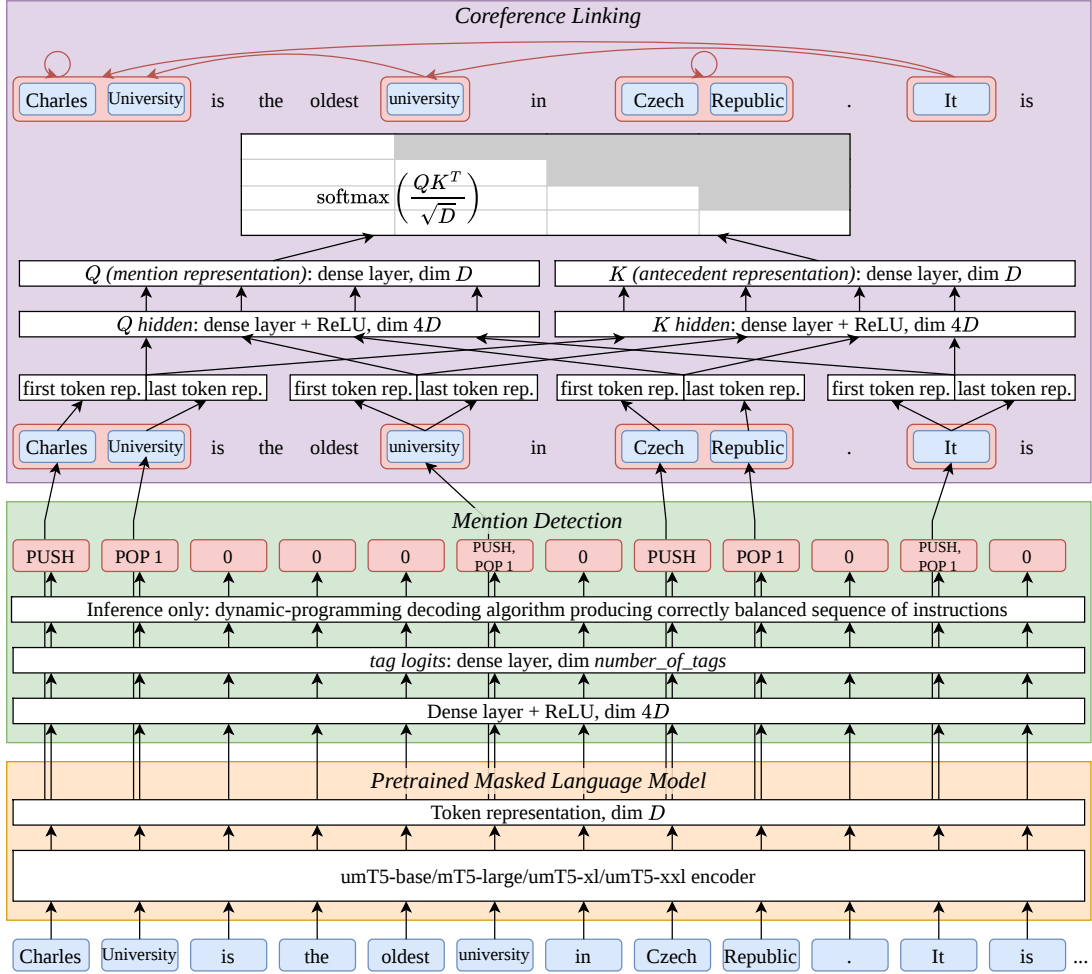 Coreference Linking
Charles University is the oldest university in Czech Republic . It is
softmax ( QK^T / √D )
Q (mention representation): dense layer, dim D
K (antecedent representation): dense layer, dim D
Q hidden: dense layer + ReLU, dim 4D
K hidden: dense layer + ReLU, dim 4D
first token rep. last token rep. first token rep. last token rep. first token rep. last token rep. first token rep. last token rep.
Charles University is the oldest university in Czech Republic . It is
Mention Detection
PUSH POP 1 0 0 0 PUSH, POP 1 0 PUSH POP 1 0 PUSH, POP 1 0
Inference only: dynamic-programming decoding algorithm producing correctly balanced sequence of instructions
tag logits: dense layer, dim number_of_tags
Dense layer + ReLU, dim 4D
Pretrained Masked Language Model
Token representation, dim D
umT5-base/mT5-large/umT5-xl/umT5-xxl encoder
Charles University is the oldest university in Czech Republic . It is ...